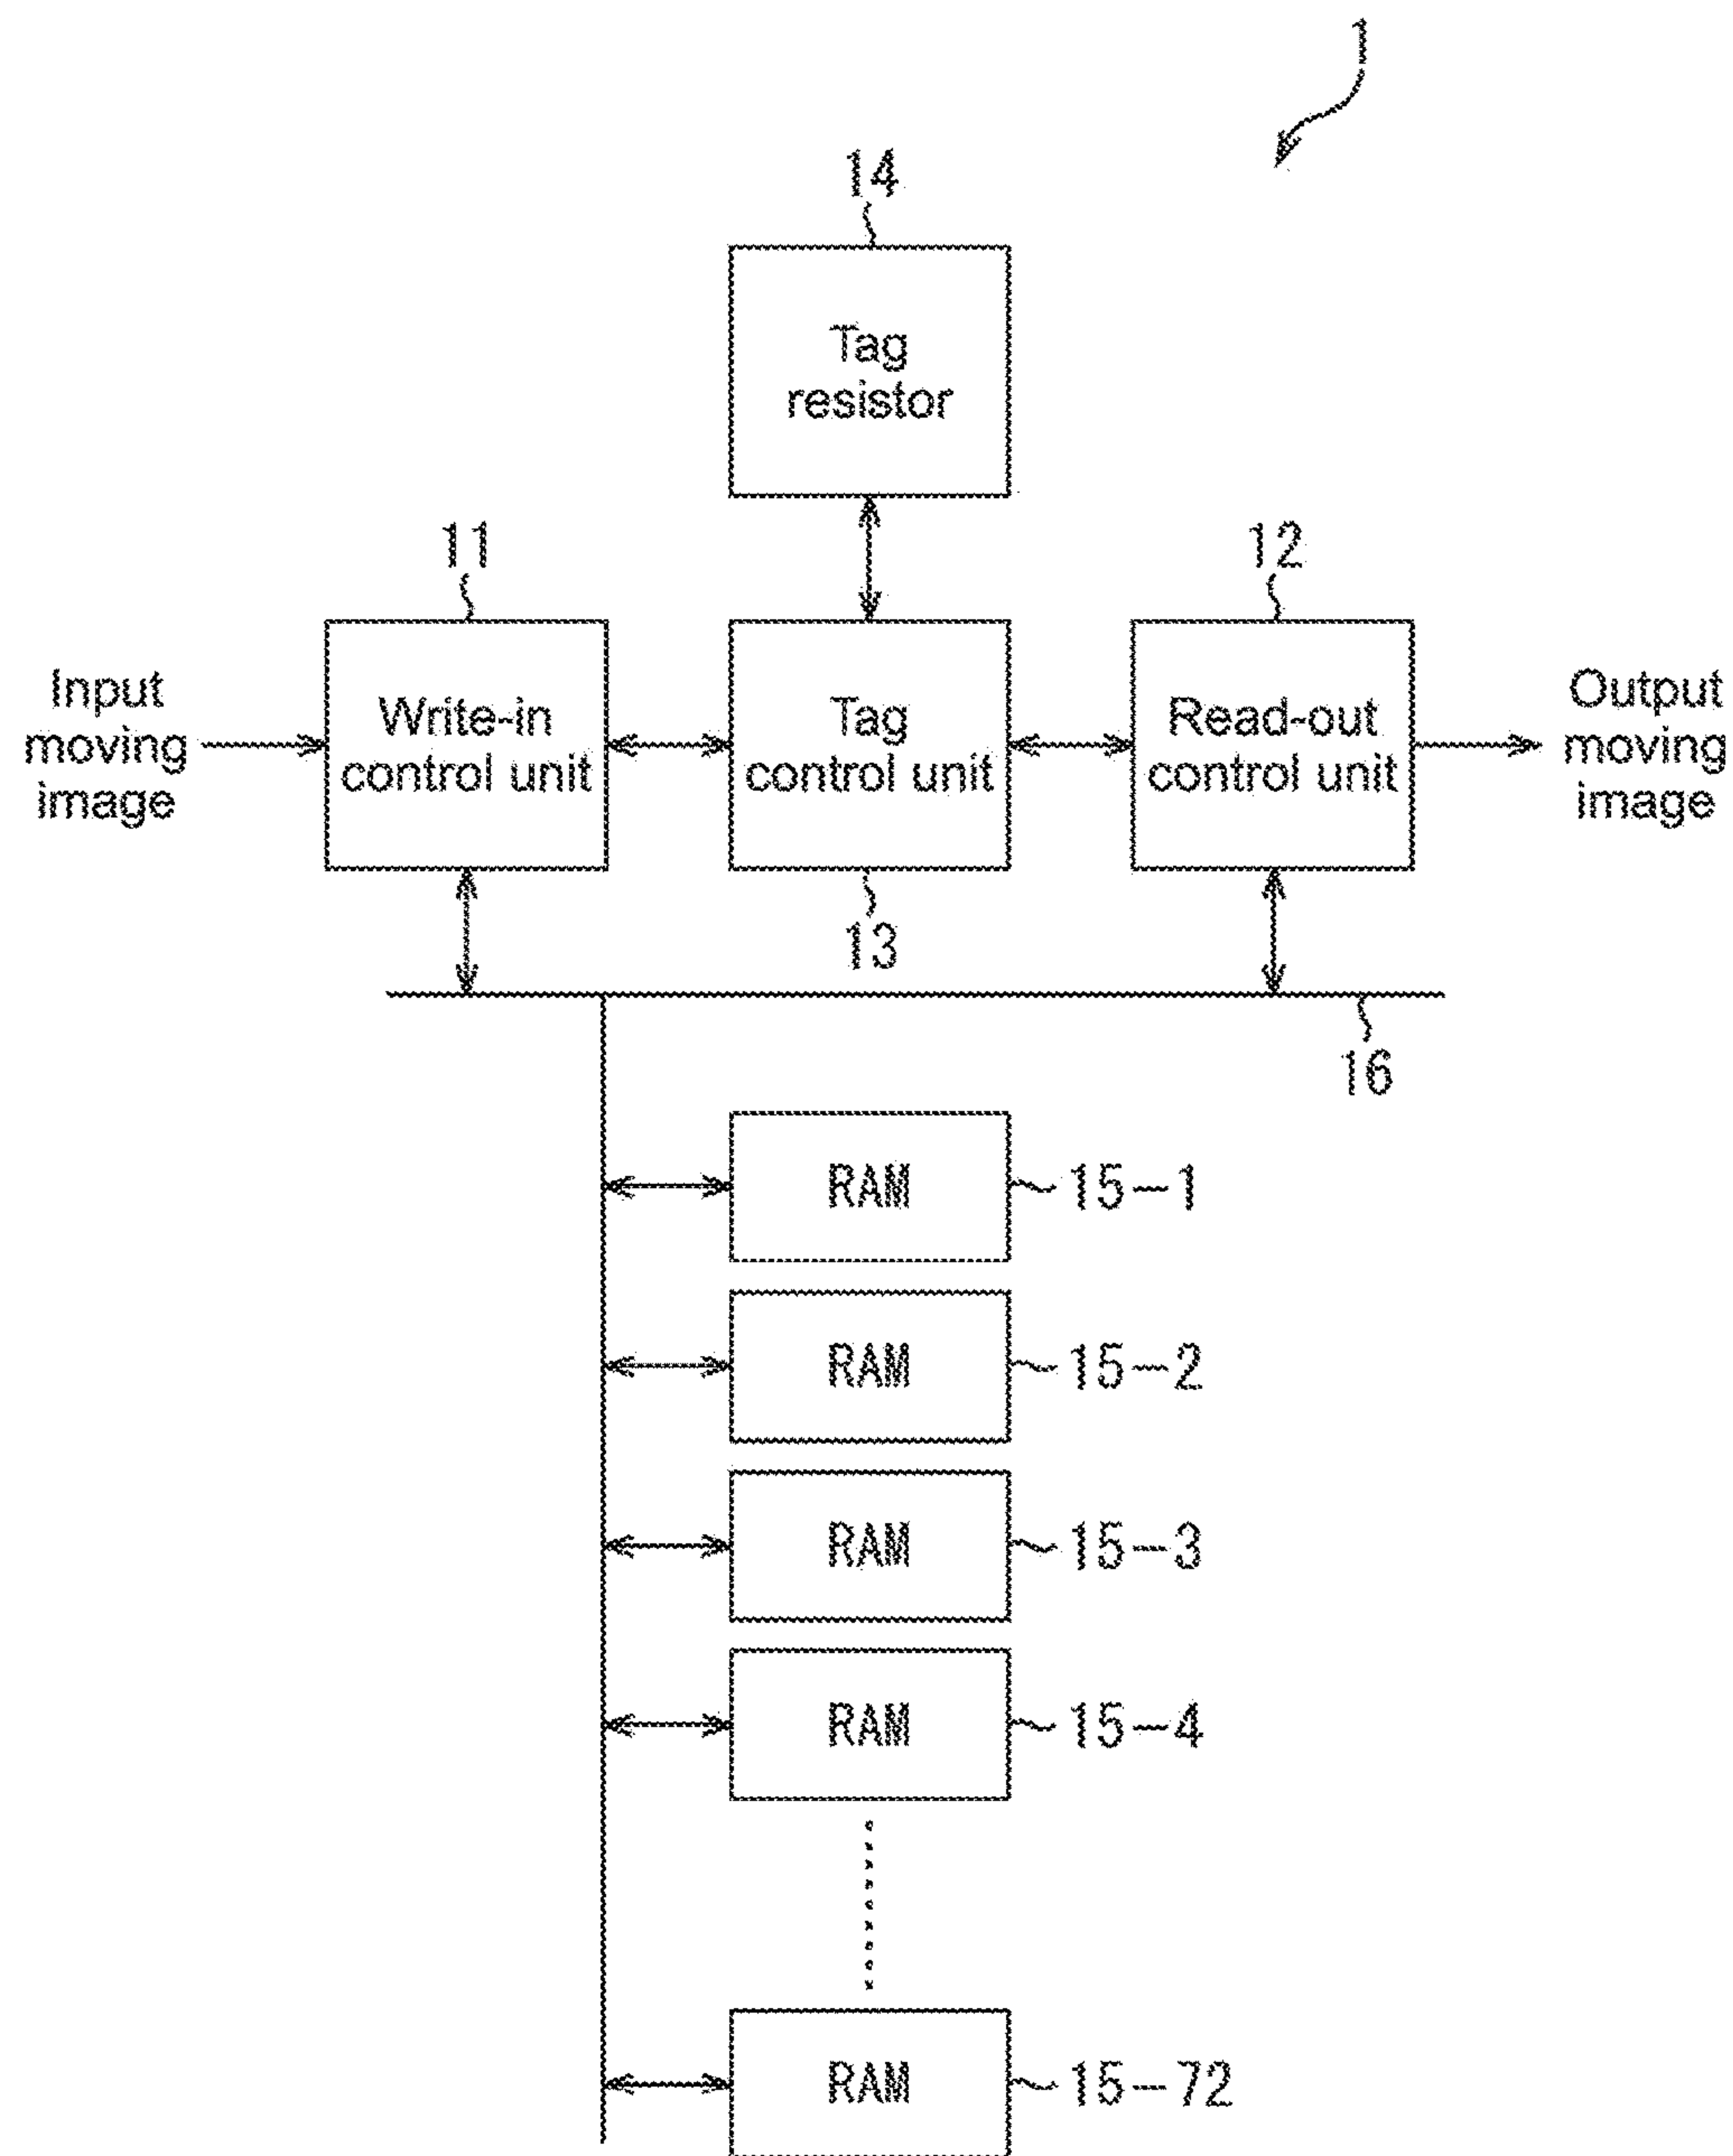 1
14
Tag
resistor
11
12
Input
moving
image
Write-in
control unit
Tag
control unit
Read-out
control unit
Output
moving
image
13
16
RAM
15-1
RAM
15-2
RAM
15-3
RAM
15-4
RAM
15-72